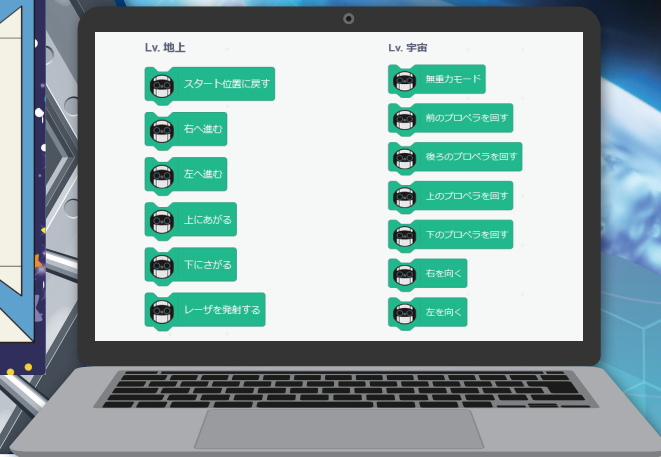 Lv. 地上
スタート位置に戻す
右へ進む
左へ進む
上にあがる
下にさがる
レーザを発射する
Lv. 宇宙
無重力モード
前のプロペラを回す
後ろのプロペラを回す
上のプロペラを回す
下のプロペラを回す
右を向く
左を向く